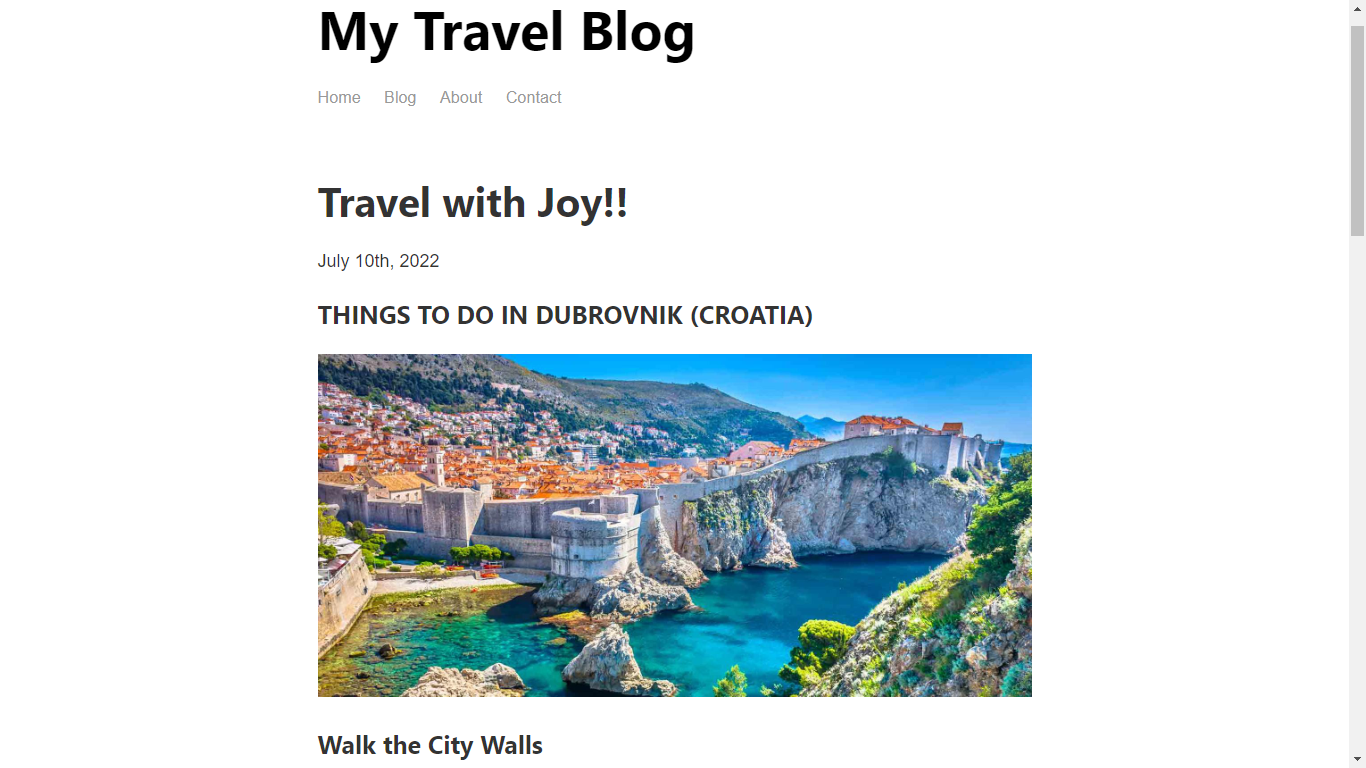 My Travel Blog
Home Blog About Contact
Travel with Joy!!
July 10th, 2022
THINGS TO DO IN DUBROVNIK (CROATIA)
Walk the City Walls